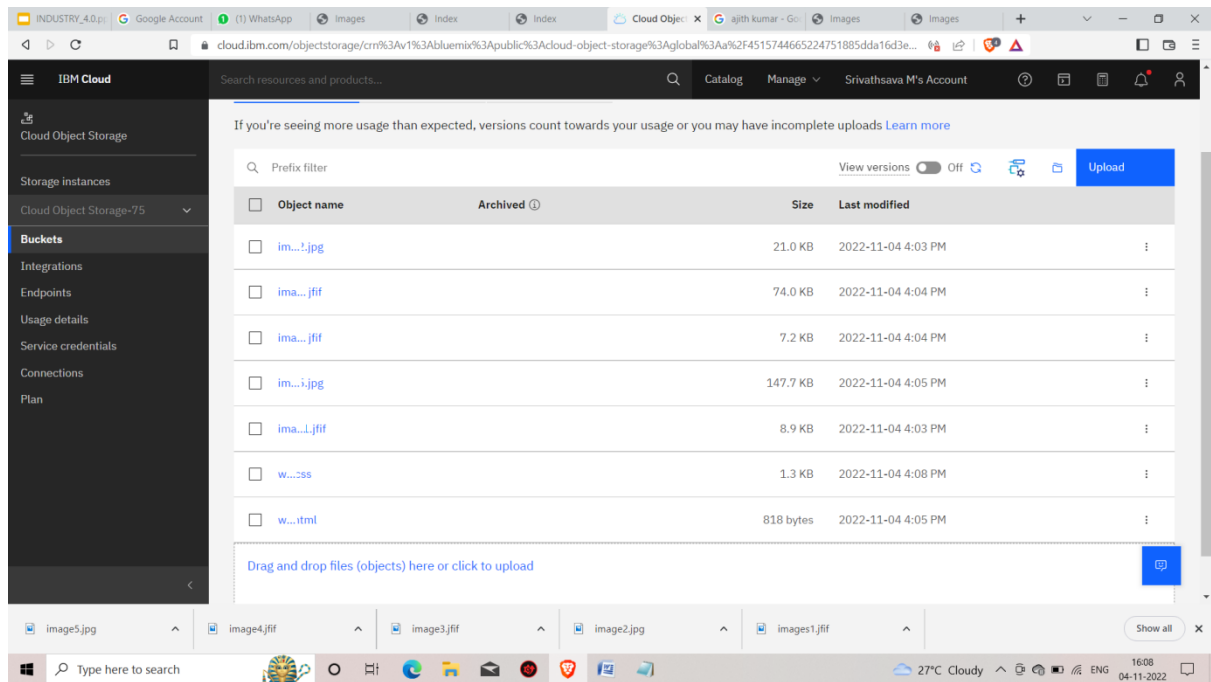 INDUSTRY_4.0.p
Google Account
(1) WhatsApp
Images
Index
Index
Cloud Objec
ajith kumar - Go
Images
Images
cloud.ibm.com/objectstorage/crn%3Av1%3Abluemix%3Apublic%3Acloud-object-storage%3Aglobal%3Aa%2F4515744665224751885dda16d3e...
IBM Cloud
Search resources and products...
Catalog
Manage
Srivathsava M's Account
Cloud Object Storage
Storage instances
Cloud Object Storage-75
Buckets
Integrations
Endpoints
Usage details
Service credentials
Connections
Plan
If you're seeing more usage than expected, versions count towards your usage or you may have incomplete uploads Learn more
Prefix filter
View versions Off
Upload
Object name Archived Size Last modified
im...!.jpg 21.0 KB 2022-11-04 4:03 PM
ima... jfif 74.0 KB 2022-11-04 4:04 PM
ima... jfif 7.2 KB 2022-11-04 4:04 PM
im...i.jpg 147.7 KB 2022-11-04 4:05 PM
ima...l.jfif 8.9 KB 2022-11-04 4:03 PM
w...css 1.3 KB 2022-11-04 4:08 PM
w...html 818 bytes 2022-11-04 4:05 PM
Drag and drop files (objects) here or click to upload
image5.jpg
image4.jfif
image3.jfif
image2.jpg
images1.jfif
Show all
Type here to search
27°C Cloudy
ENG
16:08
04-11-2022